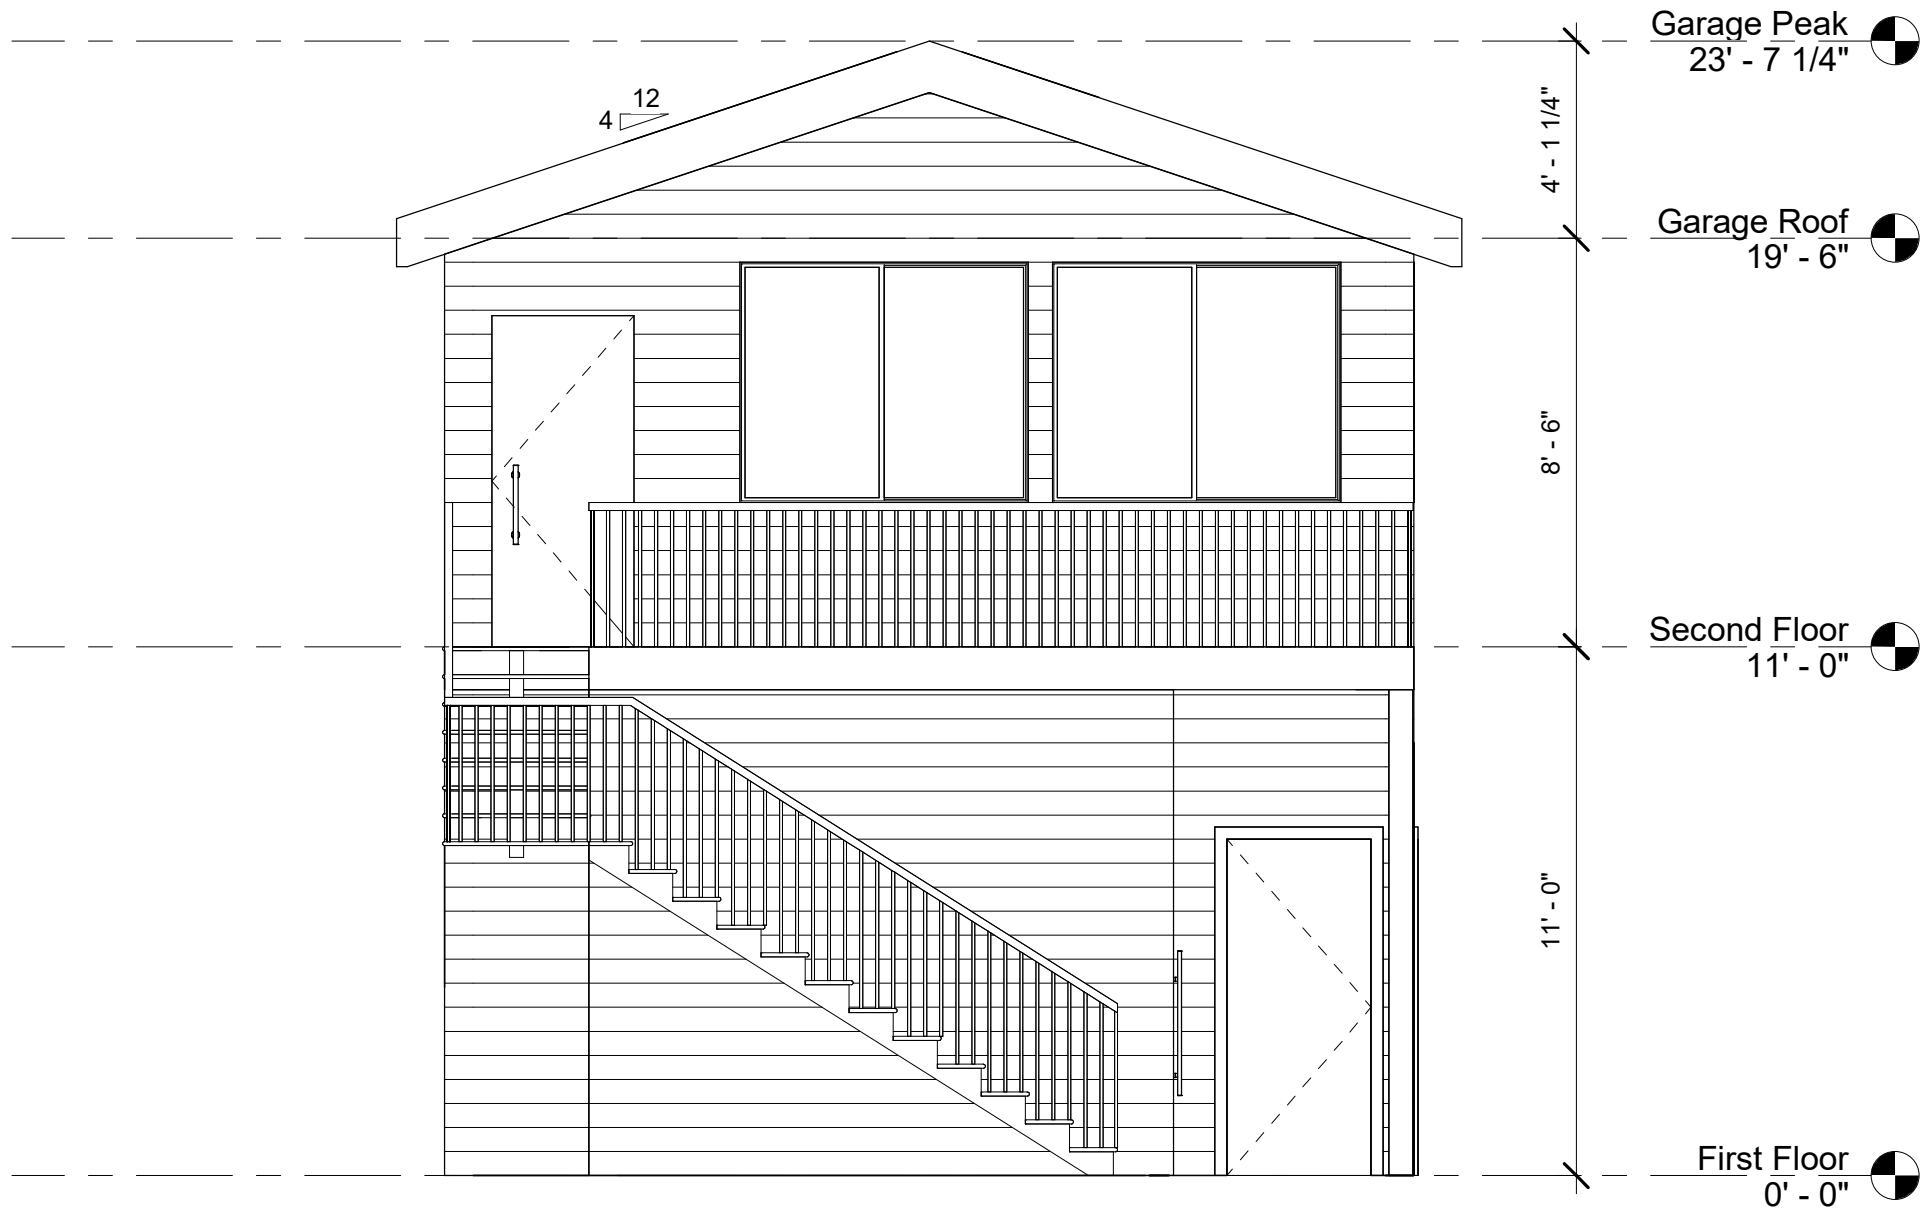 Garage Peak
23' - 7 1/4"
12
4
4' - 1 1/4"
Garage Roof
19' - 6"
8' - 6"
Second Floor
11' - 0"
11' - 0"
First Floor
0' - 0"